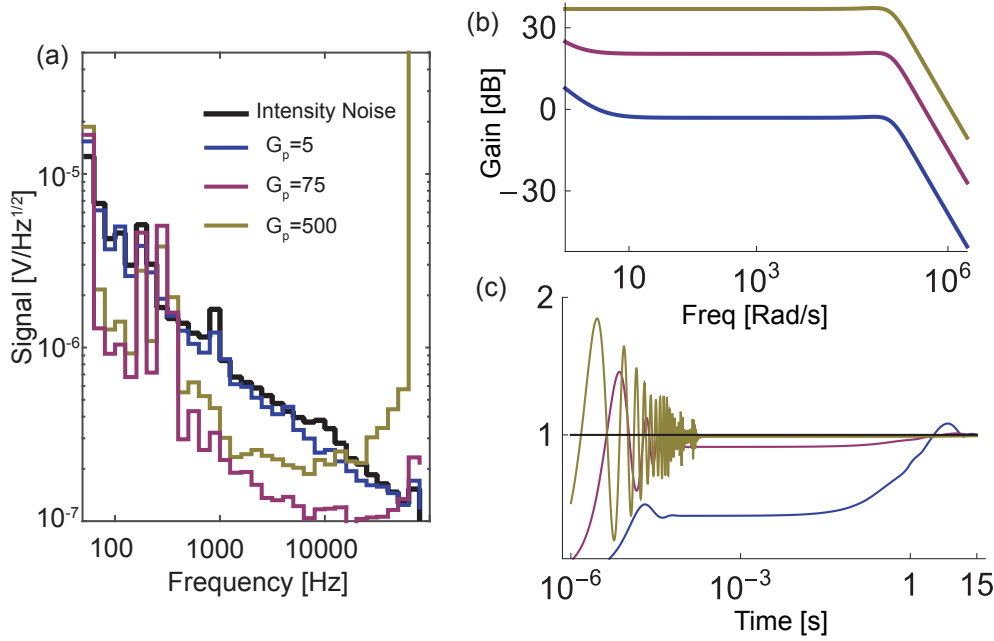 (a)
Signal [V/Hz^{1/2}]
10^{-5}
10^{-6}
10^{-7}
Intensity Noise
G_p=5
G_p=75
G_p=500
100
1000
10000
Frequency [Hz]
(b)
Gain [dB]
30
0
−30
10
10^3
10^6
Freq [Rad/s]
(c)
2
1
10^{-6}
10^{-3}
1
15
Time [s]